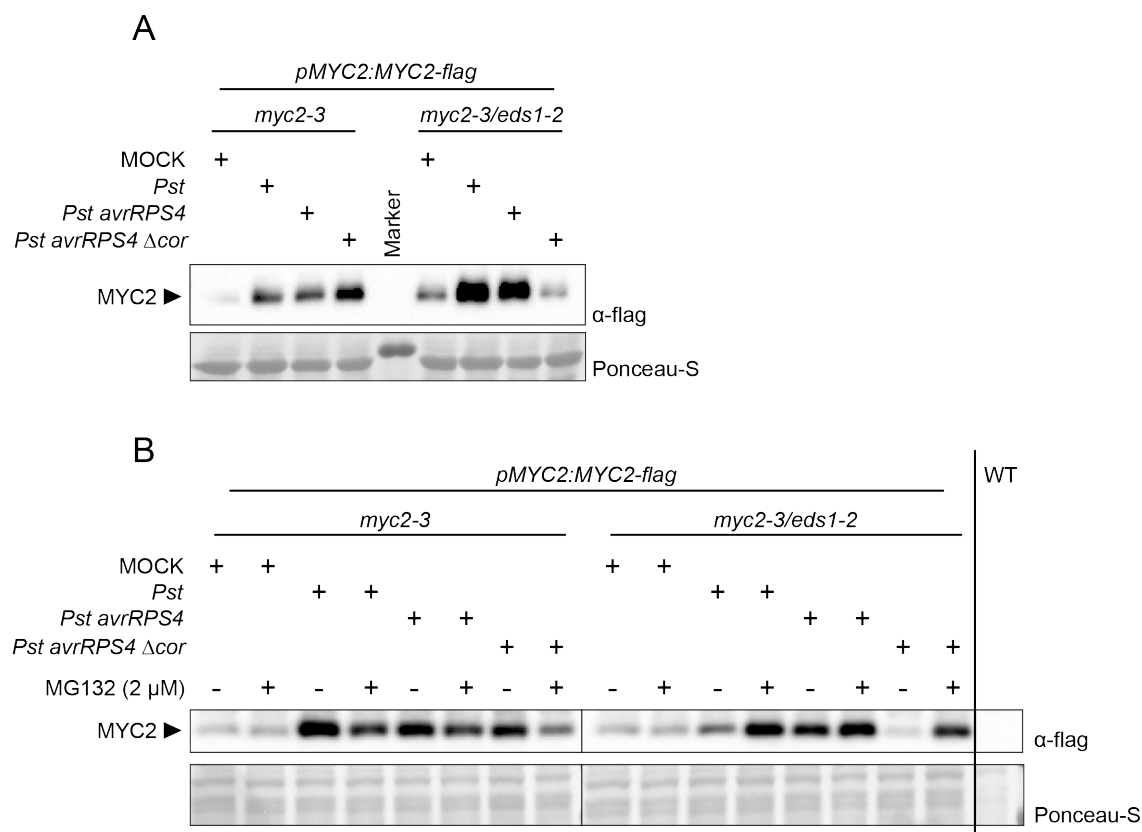 A
pMYC2:MYC2-flag
myc2-3 myc2-3/eds1-2
MOCK + +
Pst + +
Pst avrRPS4 + +
Pst avrRPS4 Δcor + +
Marker
MYC2 ►
α-flag
Ponceau-S
B
pMYC2:MYC2-flag WT
myc2-3 myc2-3/eds1-2
MOCK + + + +
Pst + + + +
Pst avrRPS4 + + + +
Pst avrRPS4 Δcor + + + +
MG132 (2 µM) - + - + - + - + - + - + - + - +
MYC2 ►
α-flag
Ponceau-S